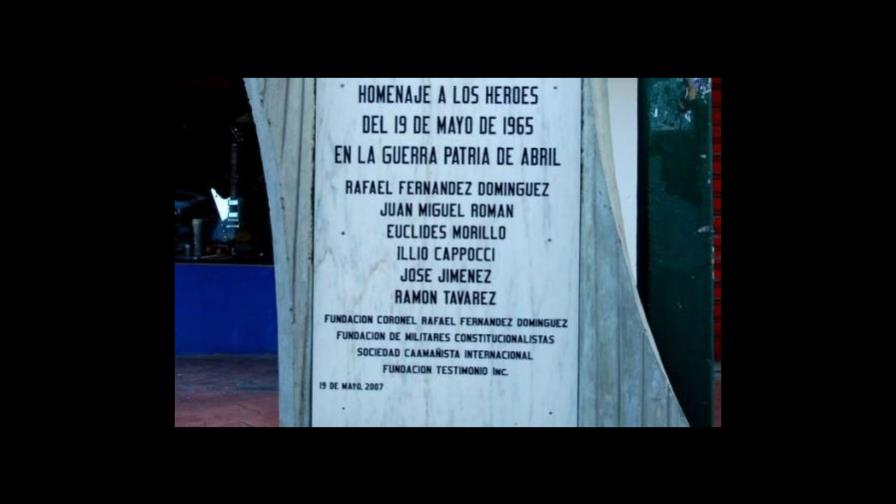 HOMENAJE A LOS HEROES
DEL 19 DE MAYO DE 1965
EN LA GUERRA PATRIA DE ABRIL
RAFAEL FERNANDEZ DOMINGUEZ
JUAN MIGUEL ROMAN
EUCLIDES MORILLO
ILLIO CAPPOCCI
JOSE JIMENEZ
RAMON TAVAREZ
FUNDACION CORONEL RAFAEL FERNANDEZ DOMINGUEZ
FUNDACION DE MILITARES CONSTITUCIONALISTAS
SOCIEDAD CAAMAÑISTA INTERNACIONAL
FUNDACION TESTIMONIO Inc.
19 DE MAYO, 2007